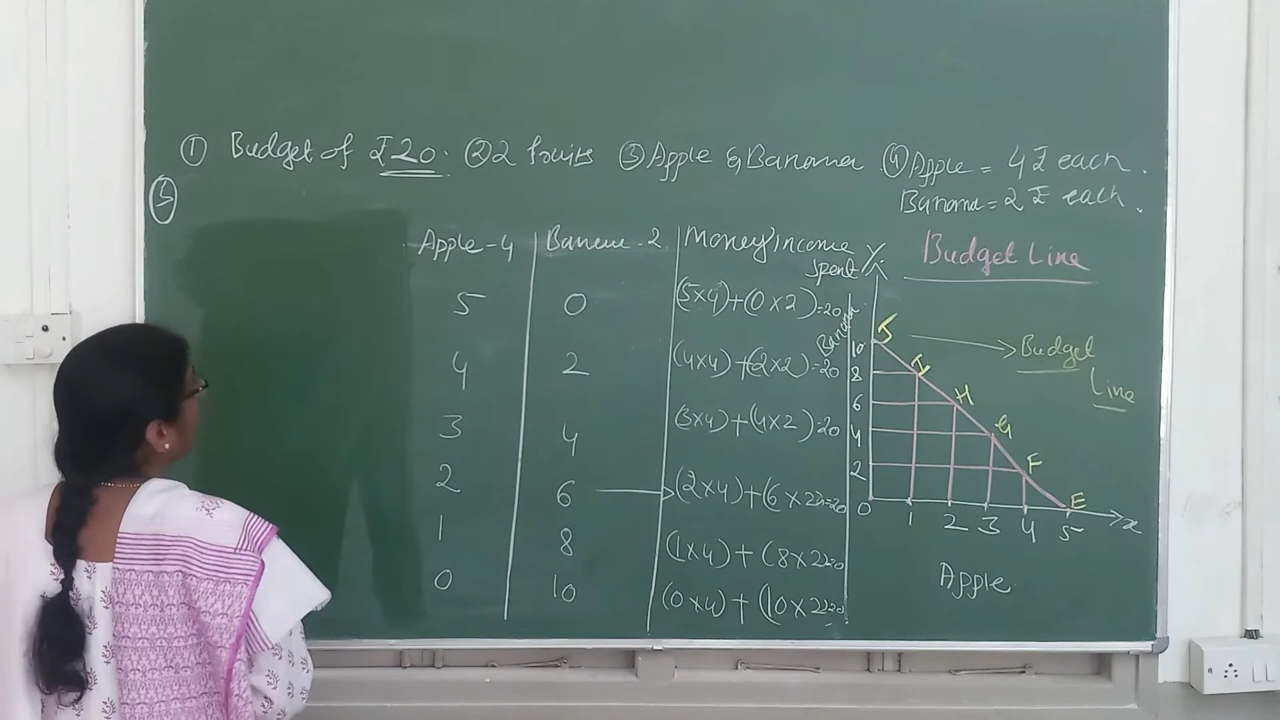 ① Budget of ₹20. ② 2 fruits ③ Apple & Banana ④ Apple = 4₹ each.
Banana = 2₹ each.
⑤
Apple - 4 Banana - 2 Money income spent
5 0 (5x4)+(0x2)=20
4 2 (4x4)+(2x2)=20
3 4 (3x4)+(4x2)=20
2 6 (2x4)+(6x2)=20
1 8 (1x4)+(8x2)=20
0 10 (0x4)+(10x2)=20
Budget Line
Y
Banana
J
10
Budget
Line
8 I
6 H
4 G
2 F
0 1 2 3 4 5 E x
Apple